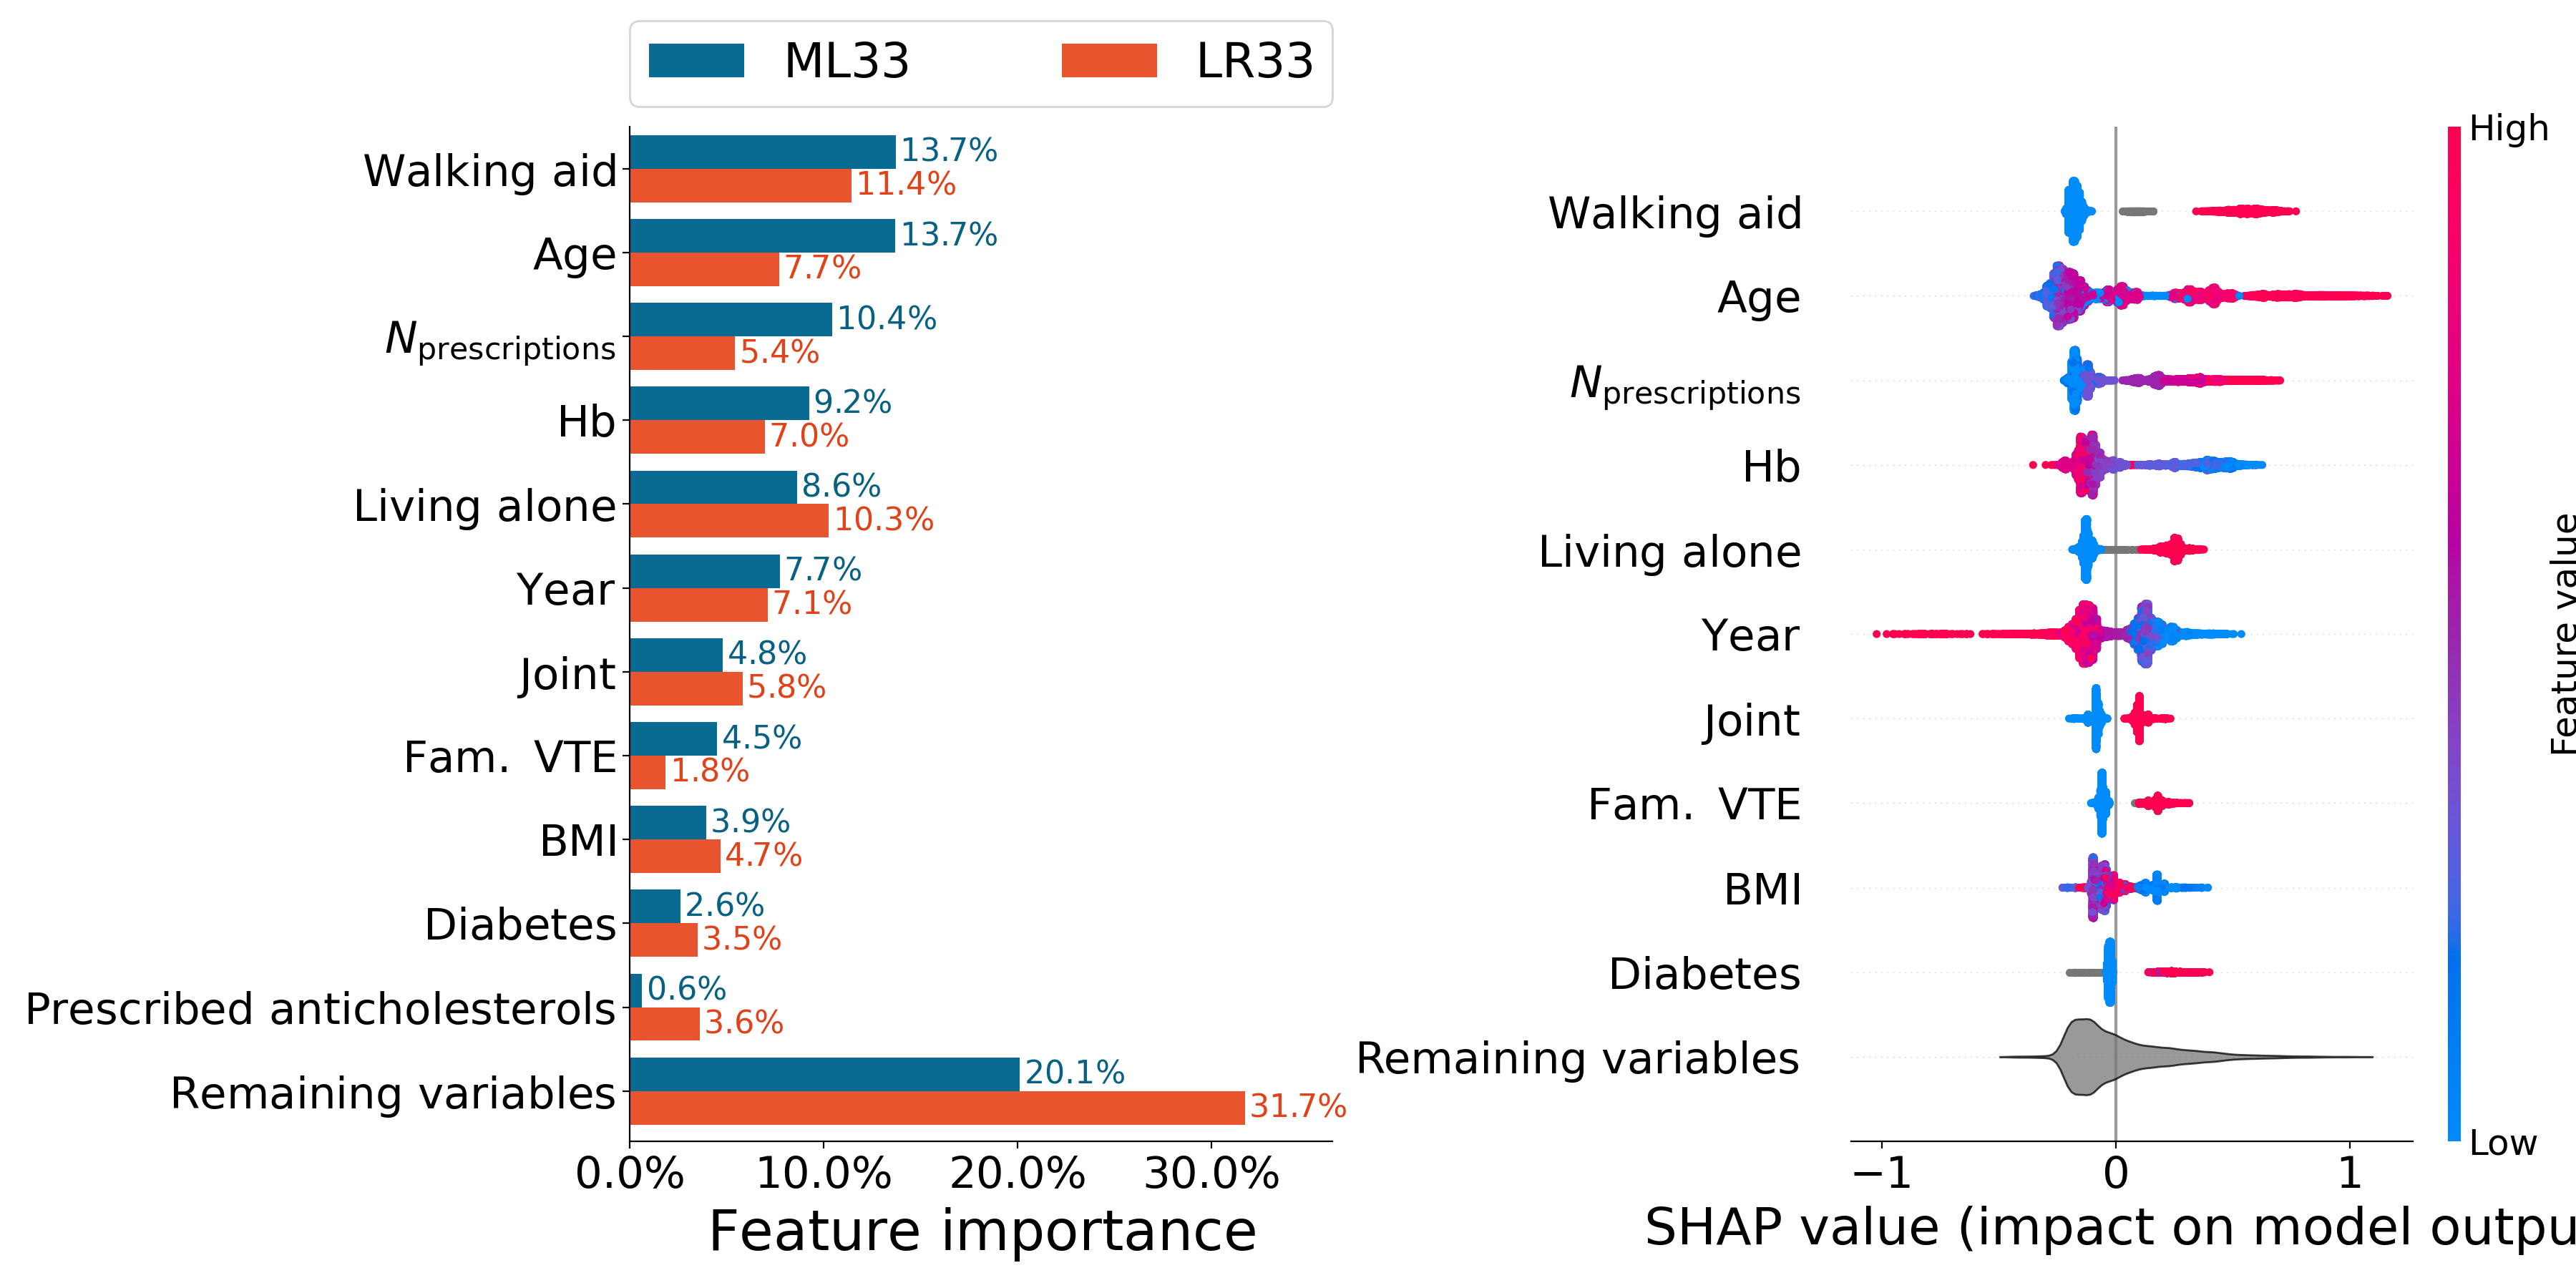 ML33 LR33
Walking aid 13.7% 11.4%
Age 13.7% 7.7%
Nprescriptions 10.4% 5.4%
Hb 9.2% 7.0%
Living alone 8.6% 10.3%
Year 7.7% 7.1%
Joint 4.8% 5.8%
Fam. VTE 4.5% 1.8%
BMI 3.9% 4.7%
Diabetes 2.6% 3.5%
Prescribed anticholesterols 0.6% 3.6%
Remaining variables 20.1% 31.7%
0.0% 10.0% 20.0% 30.0%
Feature importance
High
Walking aid
Age
Nprescriptions
Hb
Living alone
Year
Joint
Fam. VTE
BMI
Diabetes
Remaining variables
Low
Feature value
−1 0 1
SHAP value (impact on model outpu